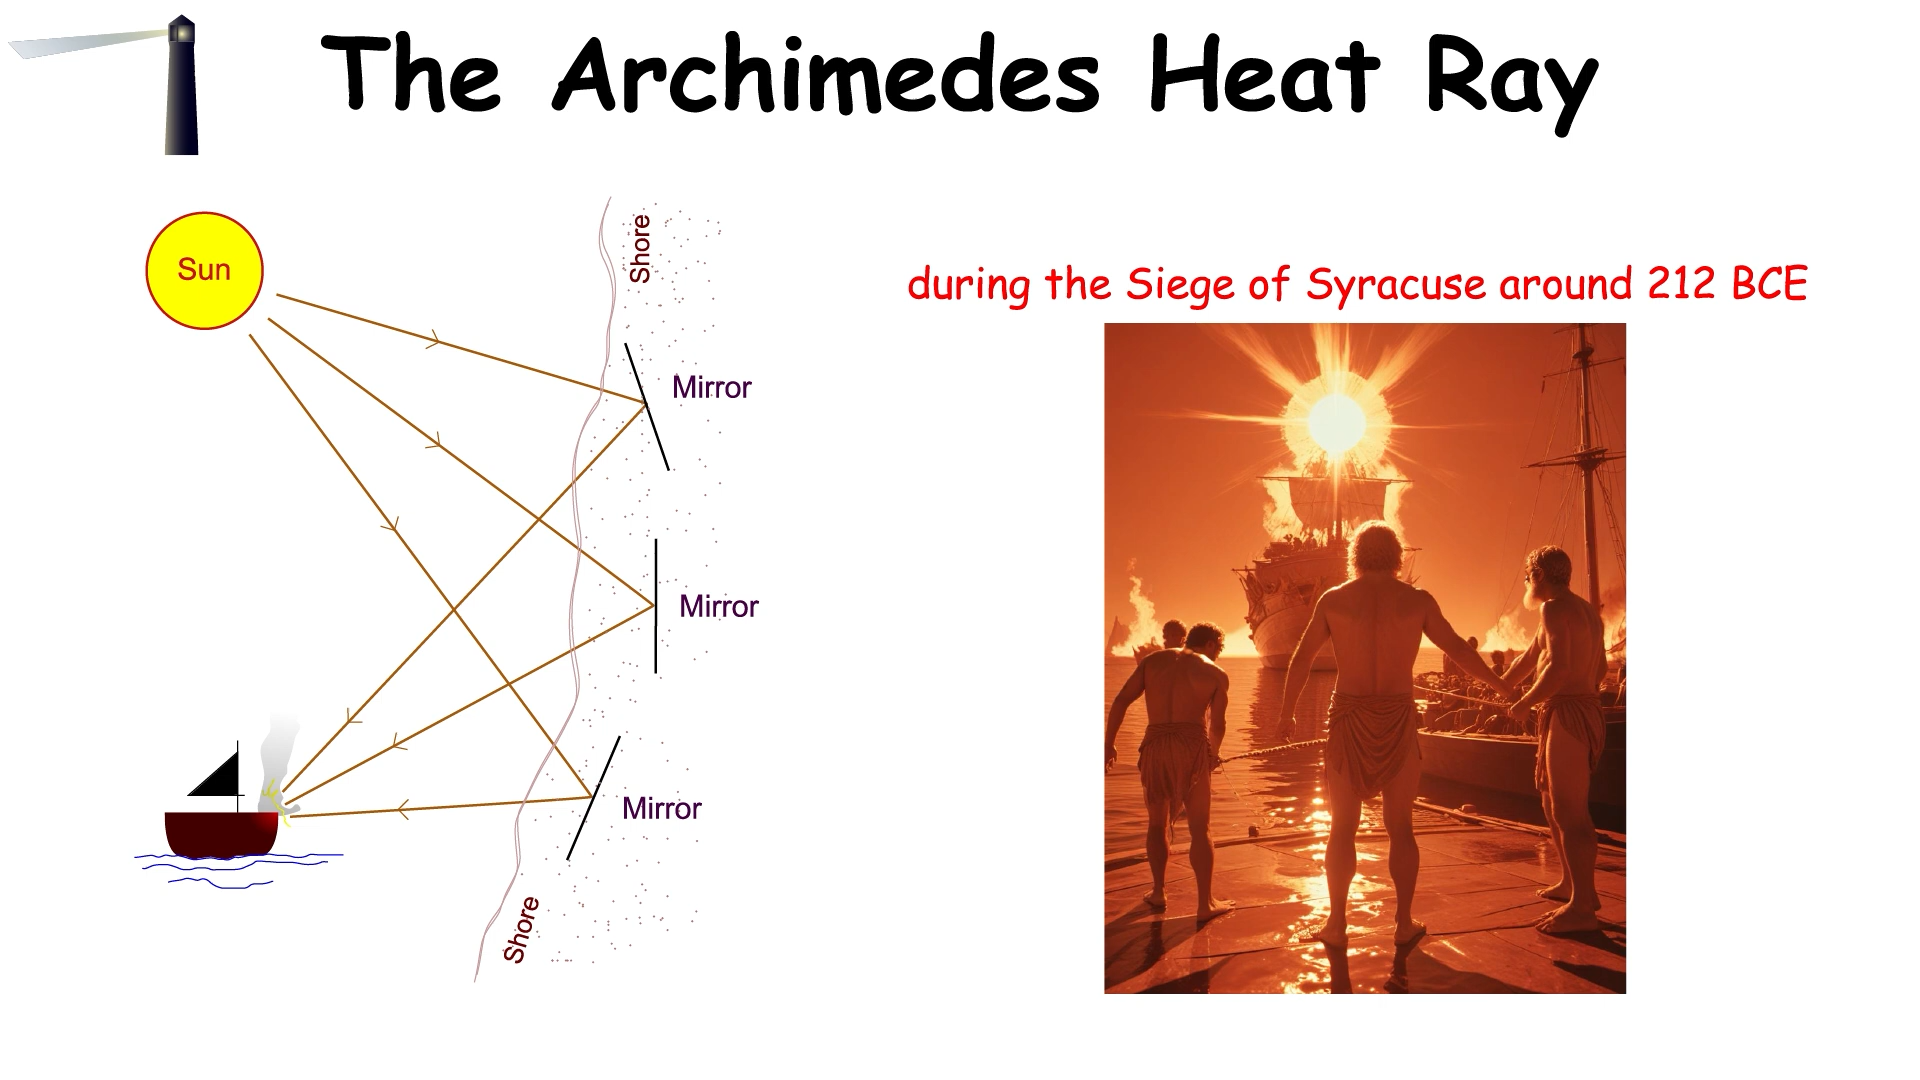 The Archimedes Heat Ray
Sun
Shore
Mirror
Mirror
Mirror
Shore
during the Siege of Syracuse around 212 BCE